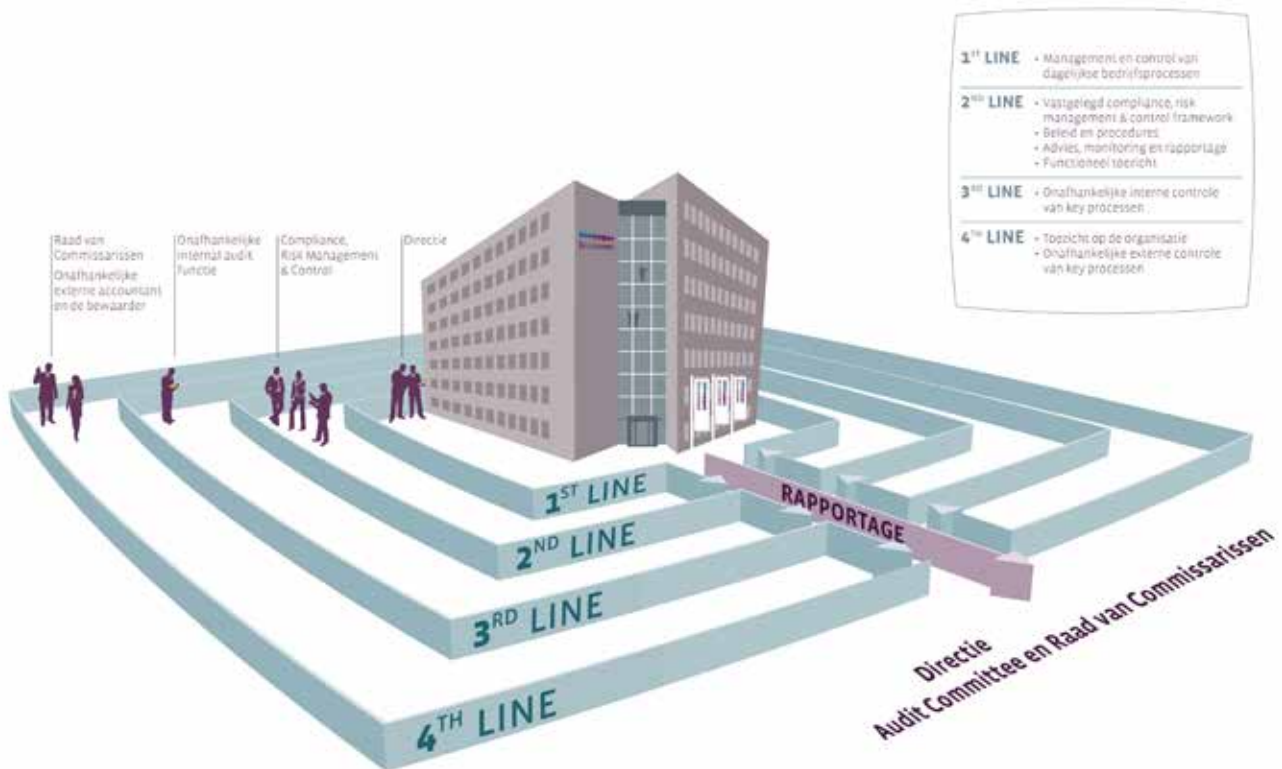 1ST LINE • Management en control van
dagelijkse bedrijfsprocessen
2ND LINE • Vastgelegd compliance, risk
management & control framework
• Beleid en procedures
• Advies, monitoring en rapportage
• Functioneel toezicht
3RD LINE • Onafhankelijke interne controle
van key processen
4TH LINE • Toezicht op de organisatie
• Onafhankelijke externe controle
van key processen
Raad van
Commissarissen
Onafhankelijke
externe accountant
en de bewaarder
Onafhankelijke
internal audit
functie
Compliance,
Risk Management
& Control
Directie
1ST LINE
2ND LINE
3RD LINE
4TH LINE
RAPPORTAGE
Directie
Audit Committee en Raad van Commissarissen